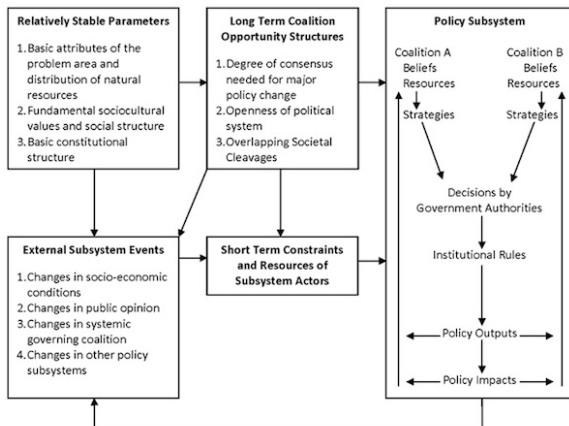 Relatively Stable Parameters
1. Basic attributes of the
problem area and
distribution of natural
resources
2. Fundamental sociocultural
values and social structure
3. Basic constitutional
structure
Long Term Coalition
Opportunity Structures
1. Degree of consensus
needed for major
policy change
2. Openness of political
system
3. Overlapping Societal
Cleavages
External Subsystem Events
1. Changes in socio-economic
conditions
2. Changes in public opinion
3. Changes in systemic
governing coalition
4. Changes in other policy
subsystems
Short Term Constraints
and Resources of
Subsystem Actors
Policy Subsystem
Coalition A
Beliefs
Resources
Strategies
Coalition B
Beliefs
Resources
Strategies
Decisions by
Government Authorities
Institutional Rules
Policy Outputs
Policy Impacts